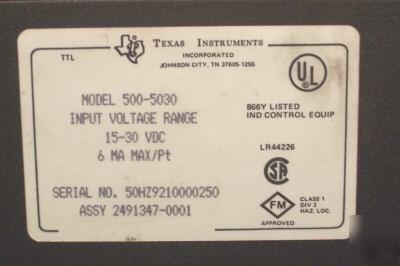 TTL
TEXAS INSTRUMENTS
INCORPORATED
JOHNSON CITY, TN 37605-1255
UL
MODEL 500-5030
INPUT VOLTAGE RANGE
15-30 VDC
6 MA MAX/Pt
866Y LISTED
IND CONTROL EQUIP
LR44226
SA
SERIAL NO. 50HZ9210000250
ASSY 2491347-0001
FM
APPROVED
CLASS 1
DIV 2
HAZ. LOC.